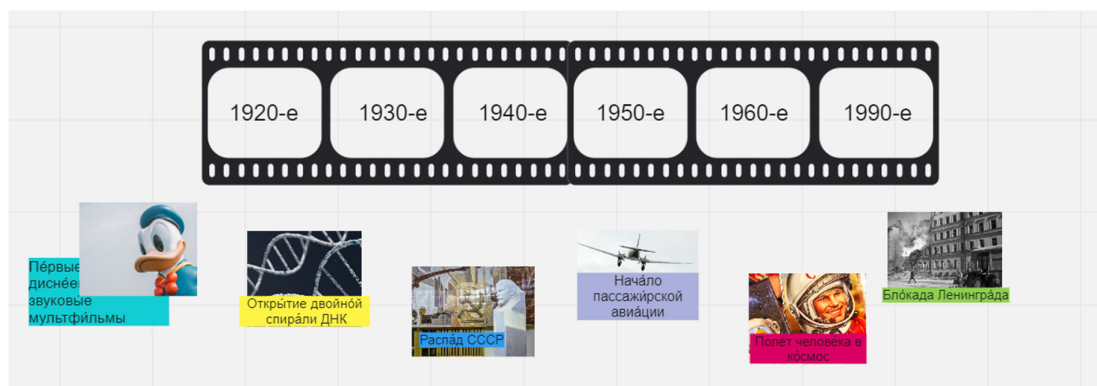 1920-е
1930-е
1940-е
1950-е
1960-е
1990-е
Пе́рвые
звуковы́е
мультфи́льмы
Откры́тие двойно́й
спира́ли ДНК
Распа́д СССР
Нача́ло
пассажи́рской
авиа́ции
Полёт челове́ка в
ко́смос
Бло́када Ленингра́да